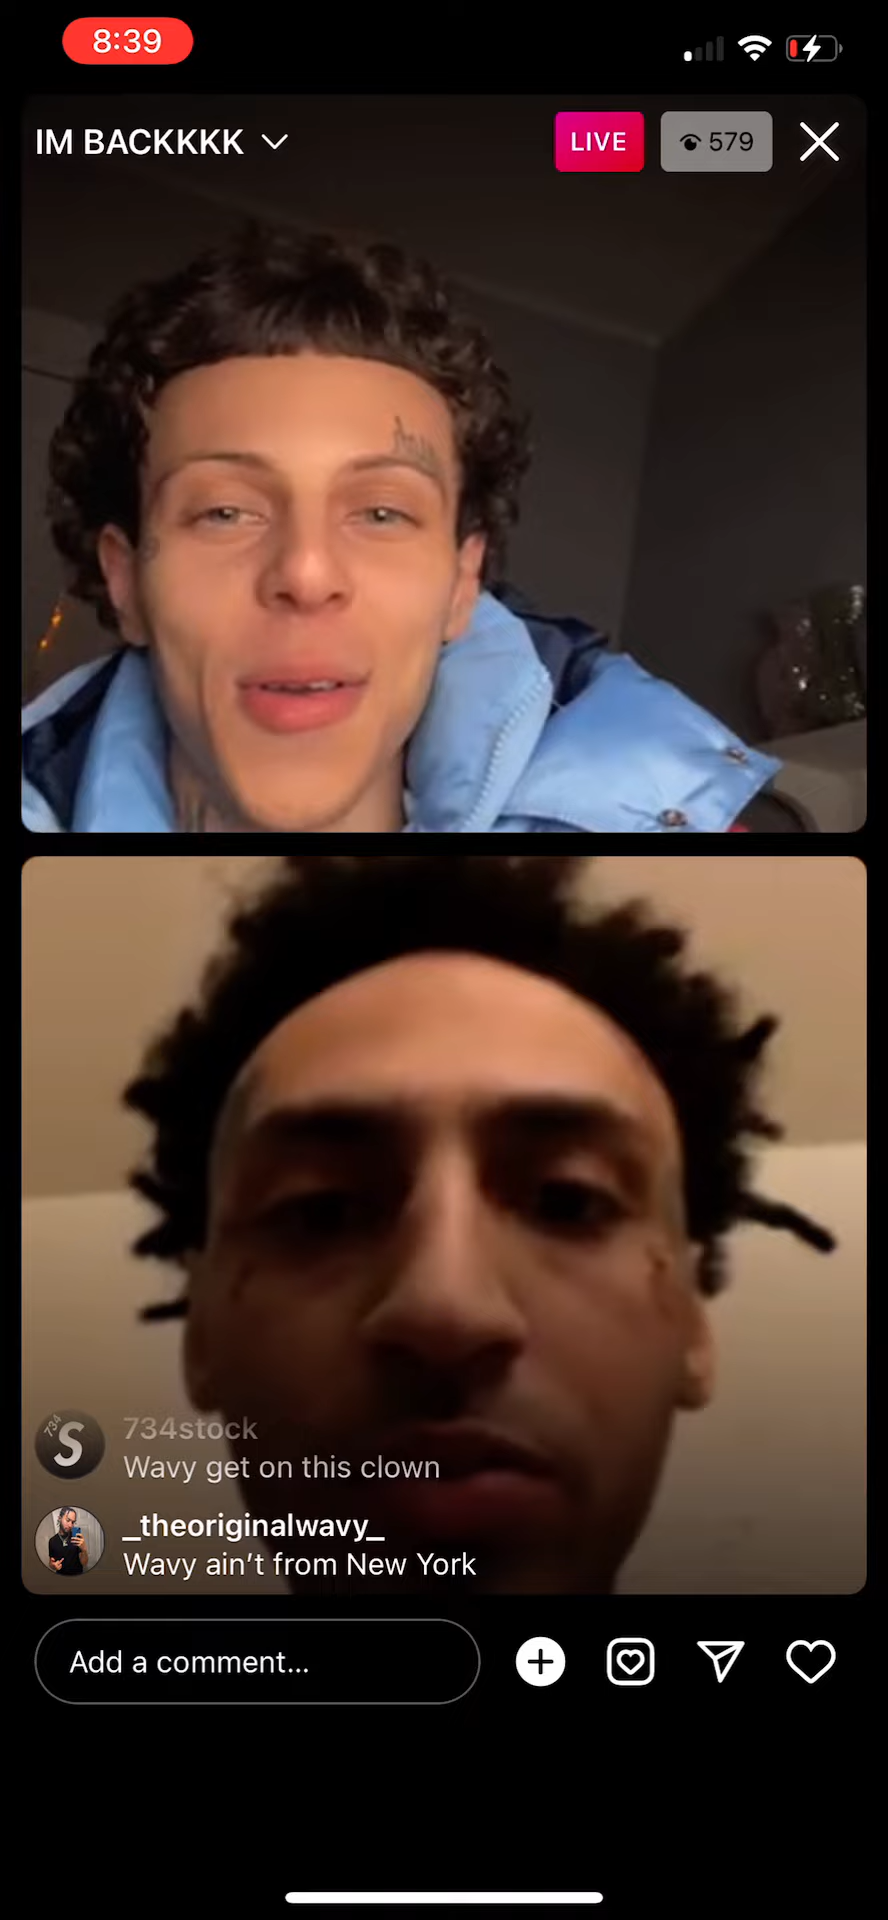 8:39
IM BACKKKK
LIVE
579
734
S
734stock
Wavy get on this clown
_theoriginalwavy_
Wavy ain’t from New York
Add a comment...